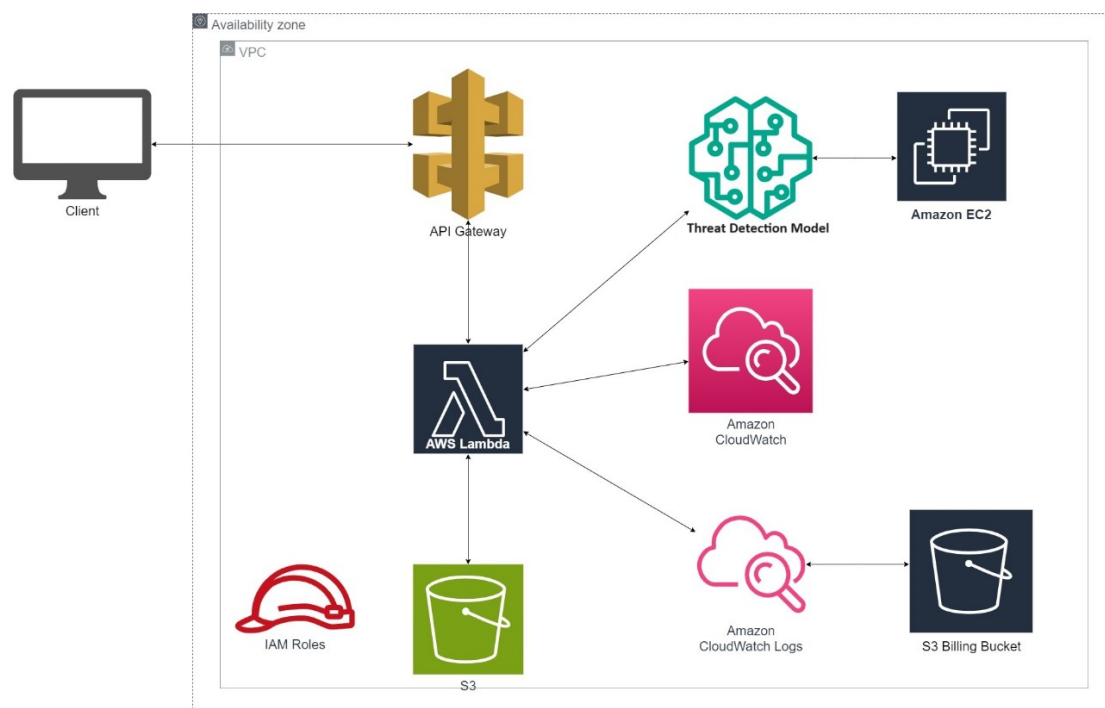 Availability zone
VPC
Client
API Gateway
Threat Detection Model
Amazon EC2
AWS Lambda
Amazon
CloudWatch
IAM Roles
S3
Amazon
CloudWatch Logs
S3 Billing Bucket